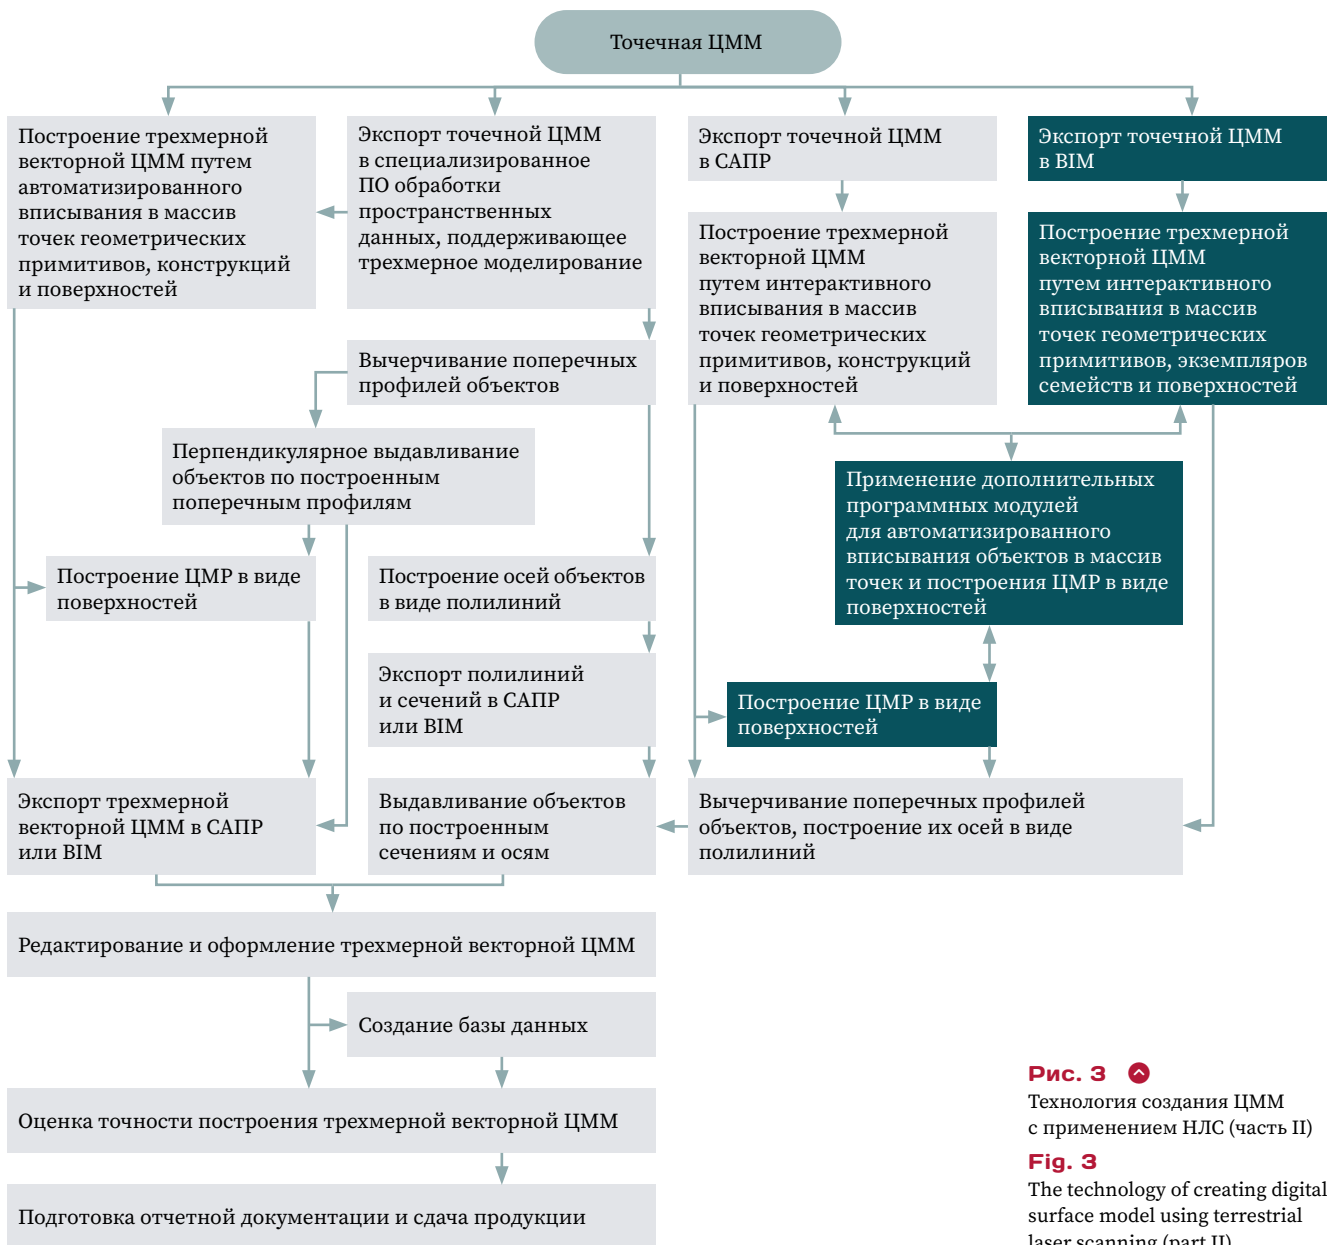 Точечная ЦММ
Построение трехмерной
векторной ЦММ путем
автоматизированного
вписывания в массив
точек геометрических
примитивов, конструкций
и поверхностей
Экспорт точечной ЦММ
в специализированное
ПО обработки
пространственных
данных, поддерживающее
трехмерное моделирование
Экспорт точечной ЦММ
в САПР
Экспорт точечной ЦММ
в BIM
Построение трехмерной
векторной ЦММ
путем интерактивного
вписывания в массив
точек геометрических
примитивов, конструкций
и поверхностей
Построение трехмерной
векторной ЦММ
путем интерактивного
вписывания в массив
точек геометрических
примитивов, экземпляров
семейств и поверхностей
Вычерчивание поперечных
профилей объектов
Перпендикулярное выдавливание
объектов по построенным
поперечным профилям
Применение дополнительных
программных модулей
для автоматизированного
вписывания объектов в массив
точек и построения ЦМР в виде
поверхностей
Построение ЦМР в виде
поверхностей
Построение осей объектов
в виде полилиний
Экспорт полилиний
и сечений в САПР
или BIM
Построение ЦМР в виде
поверхностей
Экспорт трехмерной
векторной ЦММ в САПР
или BIM
Выдавливание объектов
по построенным
сечениям и осям
Вычерчивание поперечных профилей
объектов, построение их осей в виде
полилиний
Редактирование и оформление трехмерной векторной ЦММ
Создание базы данных
Оценка точности построения трехмерной векторной ЦММ
Подготовка отчетной документации и сдача продукции
Рис. 3
Технология создания ЦММ
с применением НЛС (часть II)
Fig. 3
The technology of creating digital
surface model using terrestrial
laser scanning (part II)